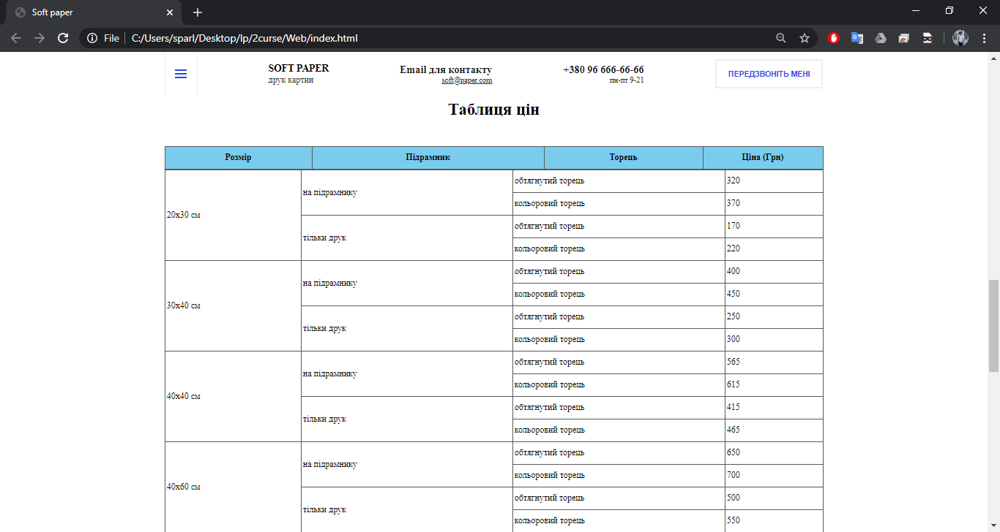 Soft paper
File
C:/Users/sparl/Desktop/lp/2curse/Web/index.html
SOFT PAPER
друк картин
Email для контакту
soft@paper.com
+380 96 666-66-66
пн-пт 9-21
ПЕРЕДЗВОНІТЬ МЕНІ
Таблиця цін
Розмір Підрамник Торець Ціна (Грн)
20х30 см
на підрамнику
обтягнутий торець 320
кольоровий торець 370
тільки друк
обтягнутий торець 170
кольоровий торець 220
30х40 см
на підрамнику
обтягнутий торець 400
кольоровий торець 450
тільки друк
обтягнутий торець 250
кольоровий торець 300
40х40 см
на підрамнику
обтягнутий торець 565
кольоровий торець 615
тільки друк
обтягнутий торець 415
кольоровий торець 465
40х60 см
на підрамнику
обтягнутий торець 650
кольоровий торець 700
тільки друк
обтягнутий торець 500
кольоровий торець 550